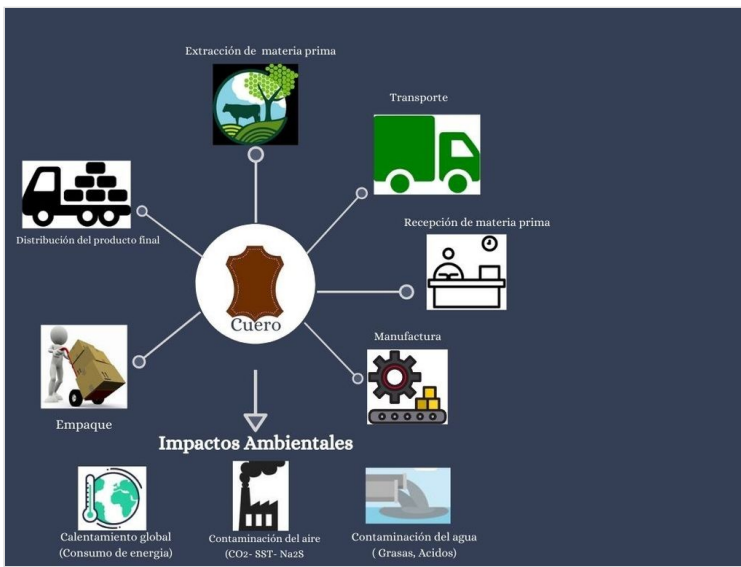 Extracción de materia prima
Transporte
Recepción de materia prima
Distribución del producto final
Cuero
Manufactura
Empaque
Impactos Ambientales
Calentamiento global
(Consumo de energia)
Contaminación del aire
(CO2- SST- Na2S
Contaminación del agua
( Grasas, Acidos)